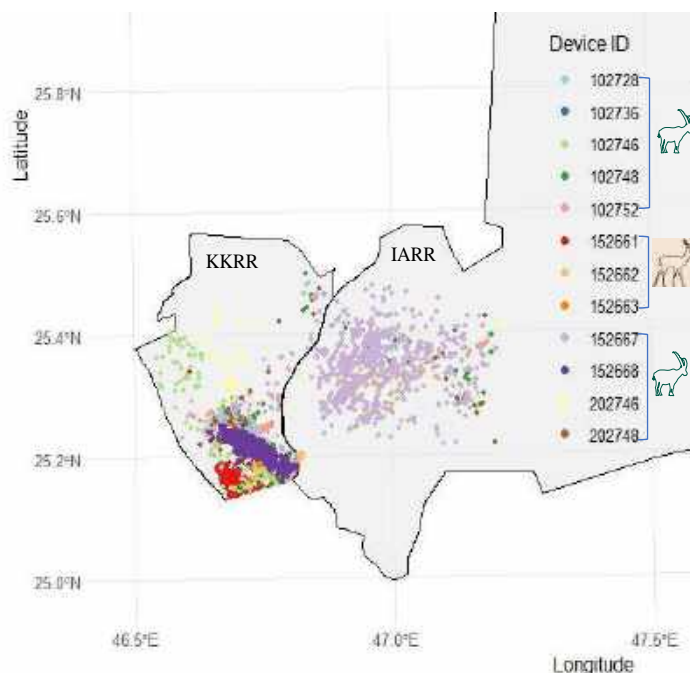 Device ID
102728
25.8°N
102736
Latitude
102746
102748
25.6°N
102752
152661
KKRR
IARR
152662
152663
25.4°N
152667
152668
202746
202748
25.2°N
25.0°N
46.5°E
47.0°E
47.5°E
Longitude